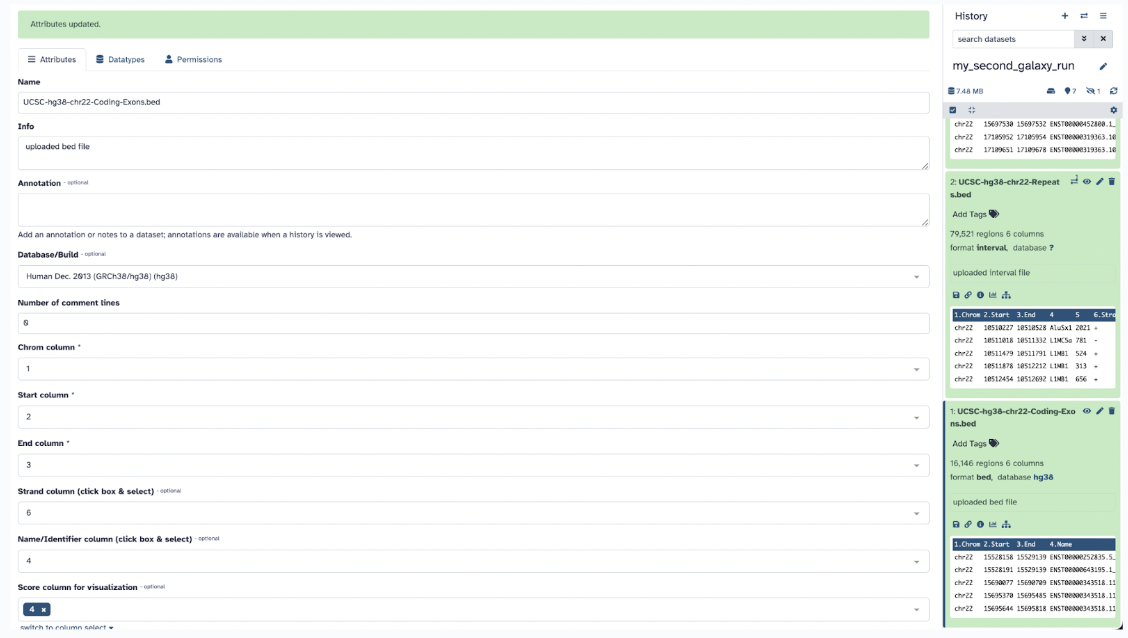 Attributes updated.
Attributes
Datatypes
Permissions
Name
UCSC-hg38-chr22-Coding-Exons.bed
Info
uploaded bed file
Annotation - optional
Add an annotation or notes to a dataset; annotations are available when a history is viewed.
Database/Build - optional
Human Dec. 2013 (GRCh38/hg38) (hg38)
Number of comment lines
0
Chrom column *
1
Start column *
2
End column *
3
Strand column (click box & select) - optional
6
Name/Identifier column (click box & select) - optional
4
Score column for visualization - optional
4 x
switch to column select
History
search datasets
my_second_galaxy_run
7.48 MB 7 1
chr22 15697530 15697532 ENST00000452800.1_
chr22 17105952 17105954 ENST00000319363.10
chr22 17109651 17109678 ENST00000319363.10
2: UCSC-hg38-chr22-Repeat
s.bed
Add Tags
79,521 regions 6 columns
format interval, database ?
uploaded interval file
1.Chrom 2.Start 3.End 4 5 6.Stra
chr22 10510227 10510528 AluSx1 2021 +
chr22 10511018 10511332 L1MC5a 781 -
chr22 10511479 10511791 L1MB1 524 +
chr22 10511878 10512212 L1MB1 313 +
chr22 10512454 10512692 L1MB1 656 +
1: UCSC-hg38-chr22-Coding-Exo
ns.bed
Add Tags
16,146 regions 6 columns
format bed, database hg38
uploaded bed file
1.Chrom 2.Start 3.End 4.Name
chr22 15528158 15529139 ENST00000252835.5_
chr22 15528191 15529139 ENST00000643195.1_
chr22 15690077 15690709 ENST00000343518.11
chr22 15695370 15695485 ENST00000343518.11
chr22 15695644 15695818 ENST00000343518.11